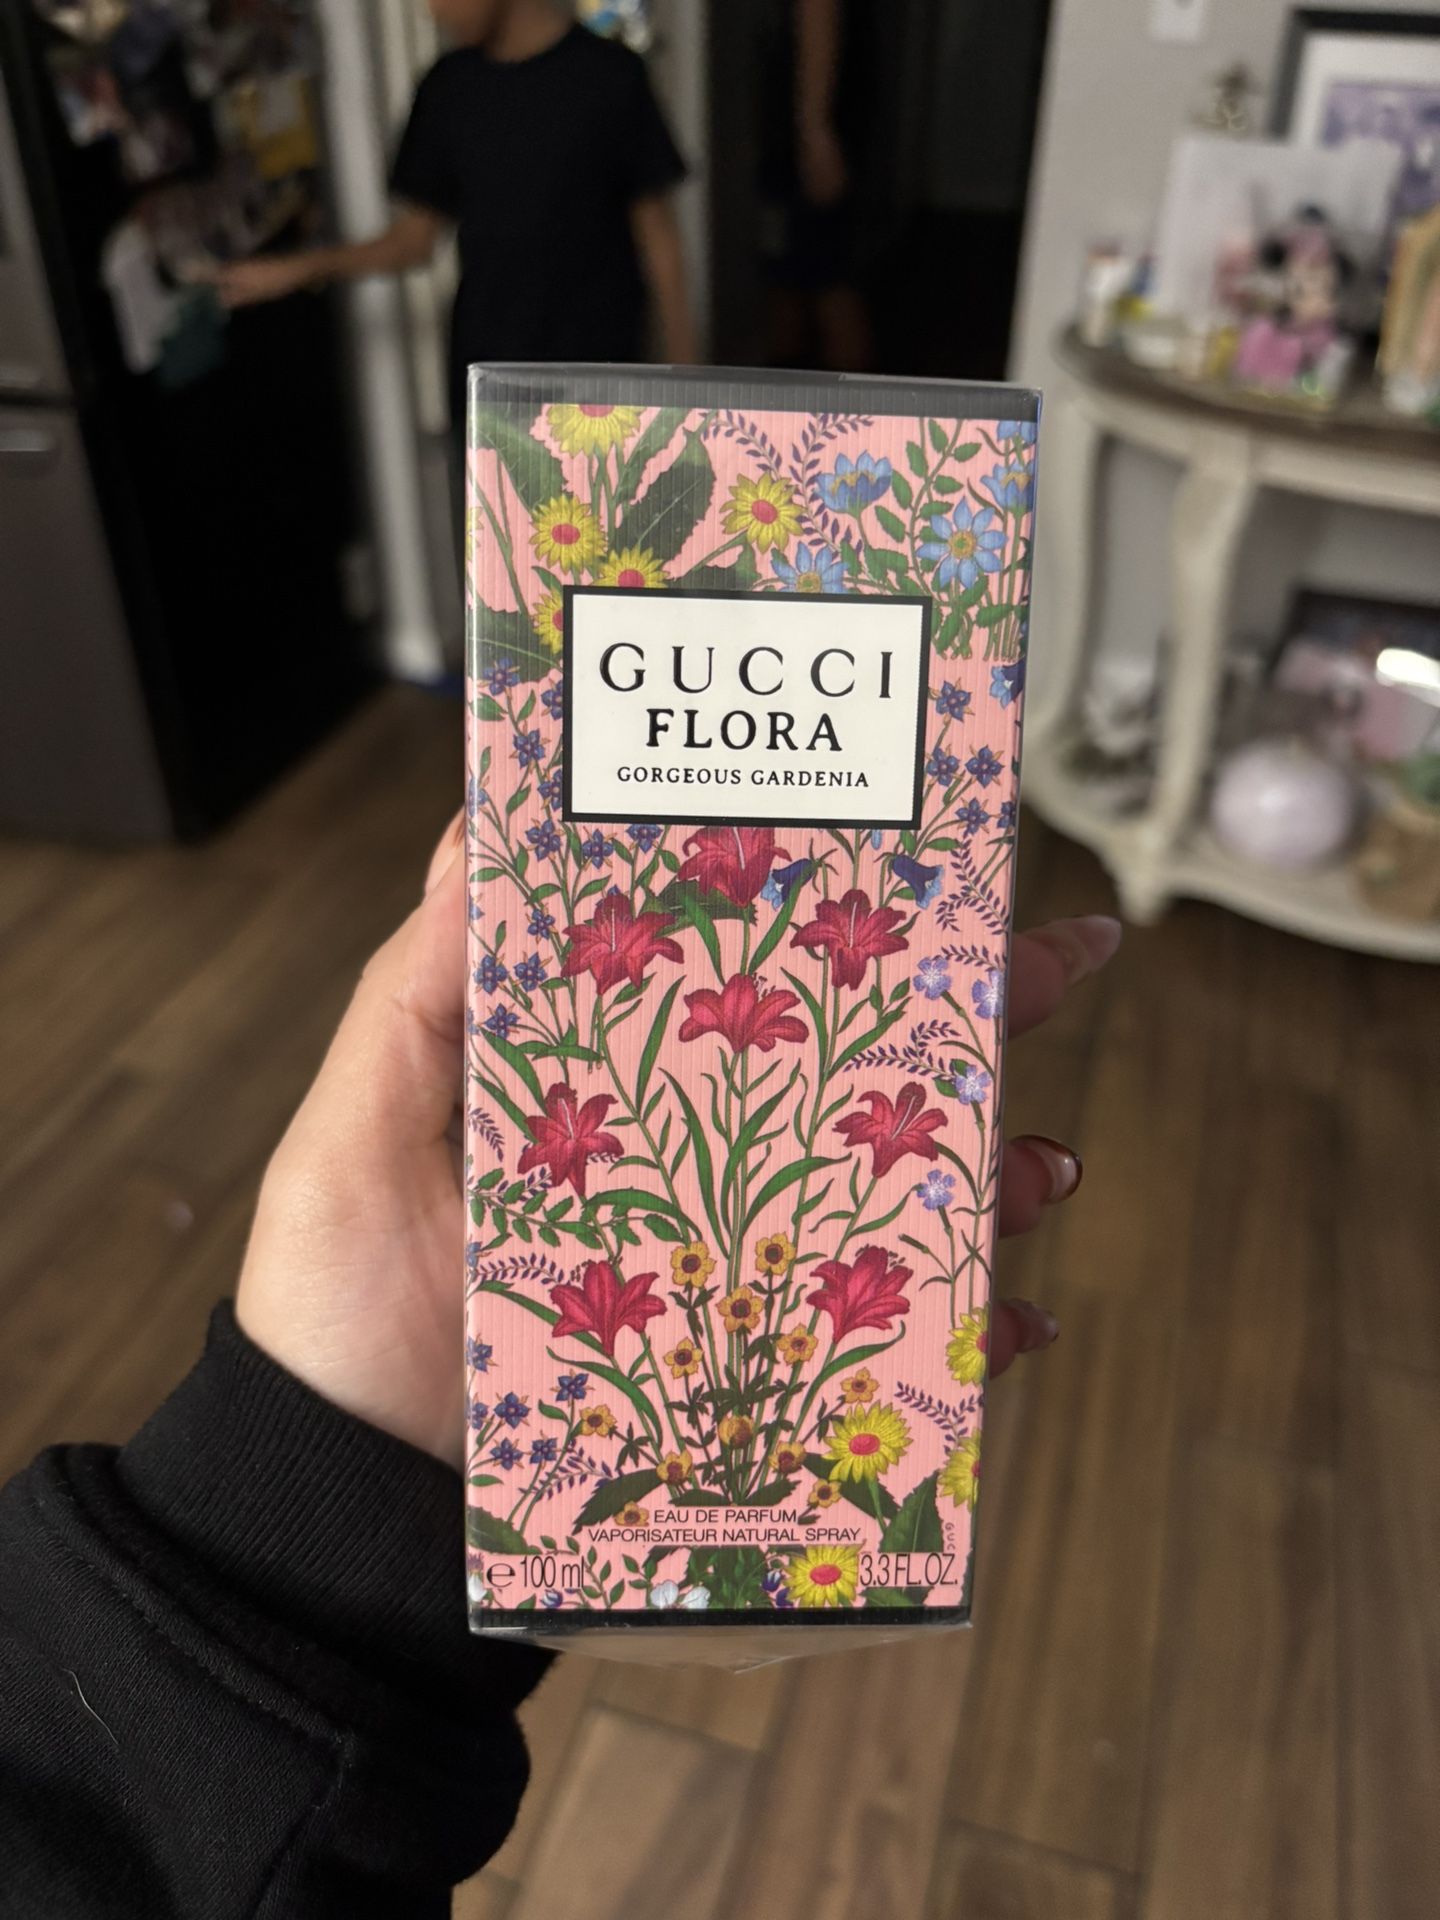 GUCCI
FLORA
GORGEOUS GARDENIA
EAU DE PARFUM
VAPORISATEUR NATURAL SPRAY
℮ 100 ml
3.3 FL. OZ.